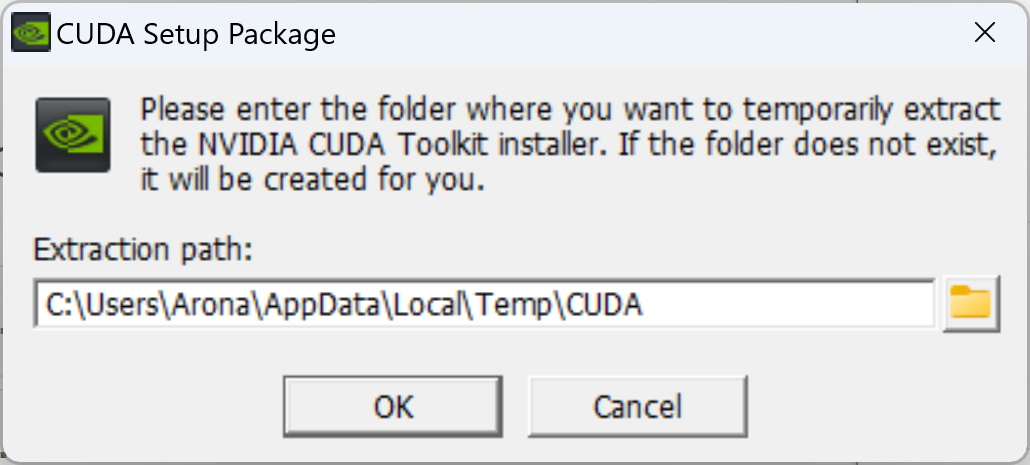 CUDA Setup Package
Please enter the folder where you want to temporarily extract
the NVIDIA CUDA Toolkit installer. If the folder does not exist,
it will be created for you.
Extraction path:
C:\Users\Arona\AppData\Local\Temp\CUDA
OK
Cancel